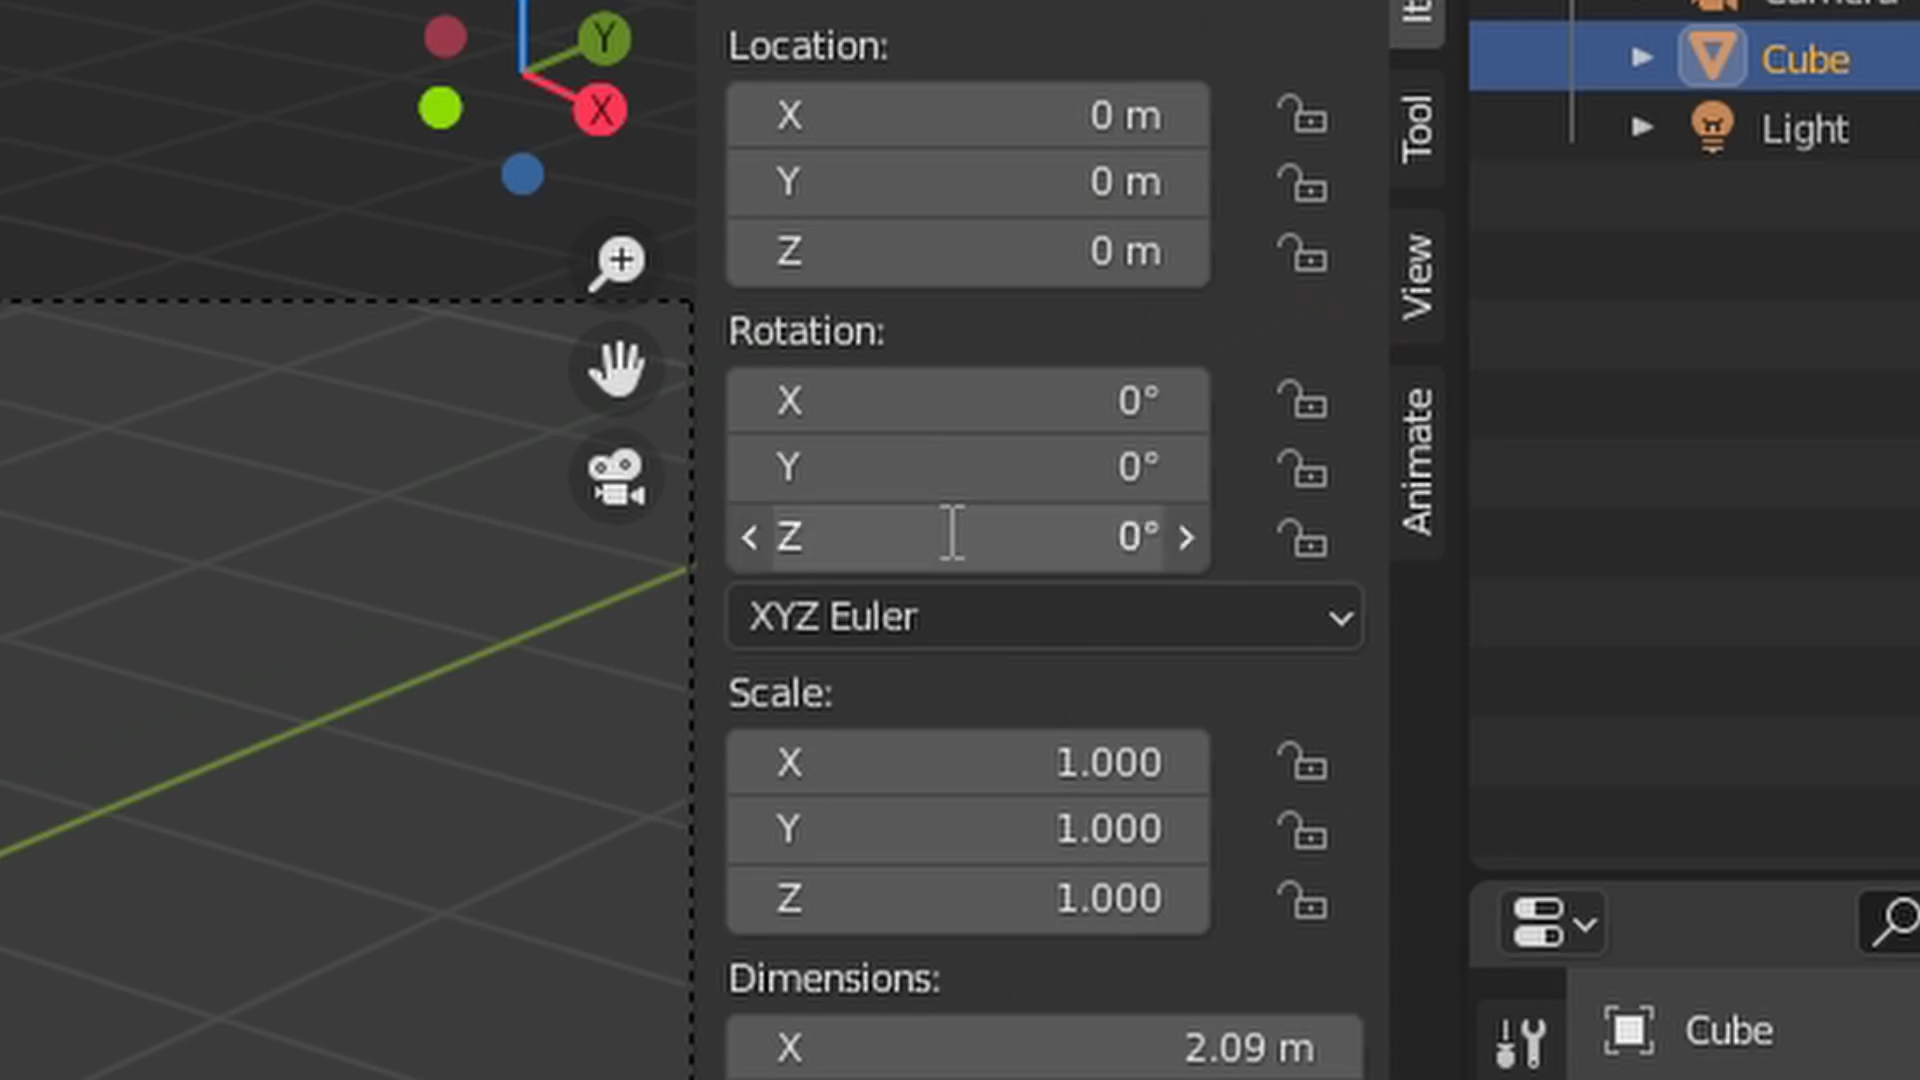 Y
X
Location:
X 0 m
Y 0 m
Z 0 m
Rotation:
X 0°
Y 0°
Z 0°
XYZ Euler
Scale:
X 1.000
Y 1.000
Z 1.000
Dimensions:
X 2.09 m
Tool
View
Animate
Cube
Light
Cube